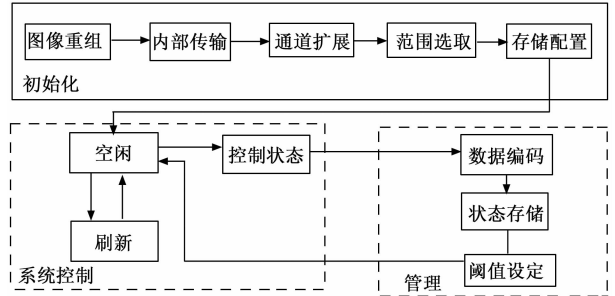 图像重组
内部传输
通道扩展
范围选取
存储配置
初始化
空闲
控制状态
数据编码
状态存储
刷新
阈值设定
系统控制
管理